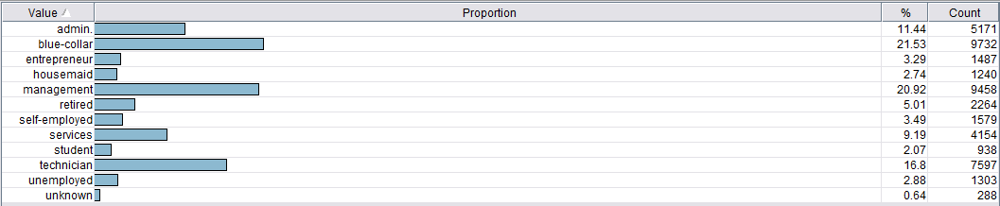 Value Proportion % Count
admin. 11.44 5171
blue-collar 21.53 9732
entrepreneur 3.29 1487
housemaid 2.74 1240
management 20.92 9458
retired 5.01 2264
self-employed 3.49 1579
services 9.19 4154
student 2.07 938
technician 16.8 7597
unemployed 2.88 1303
unknown 0.64 288